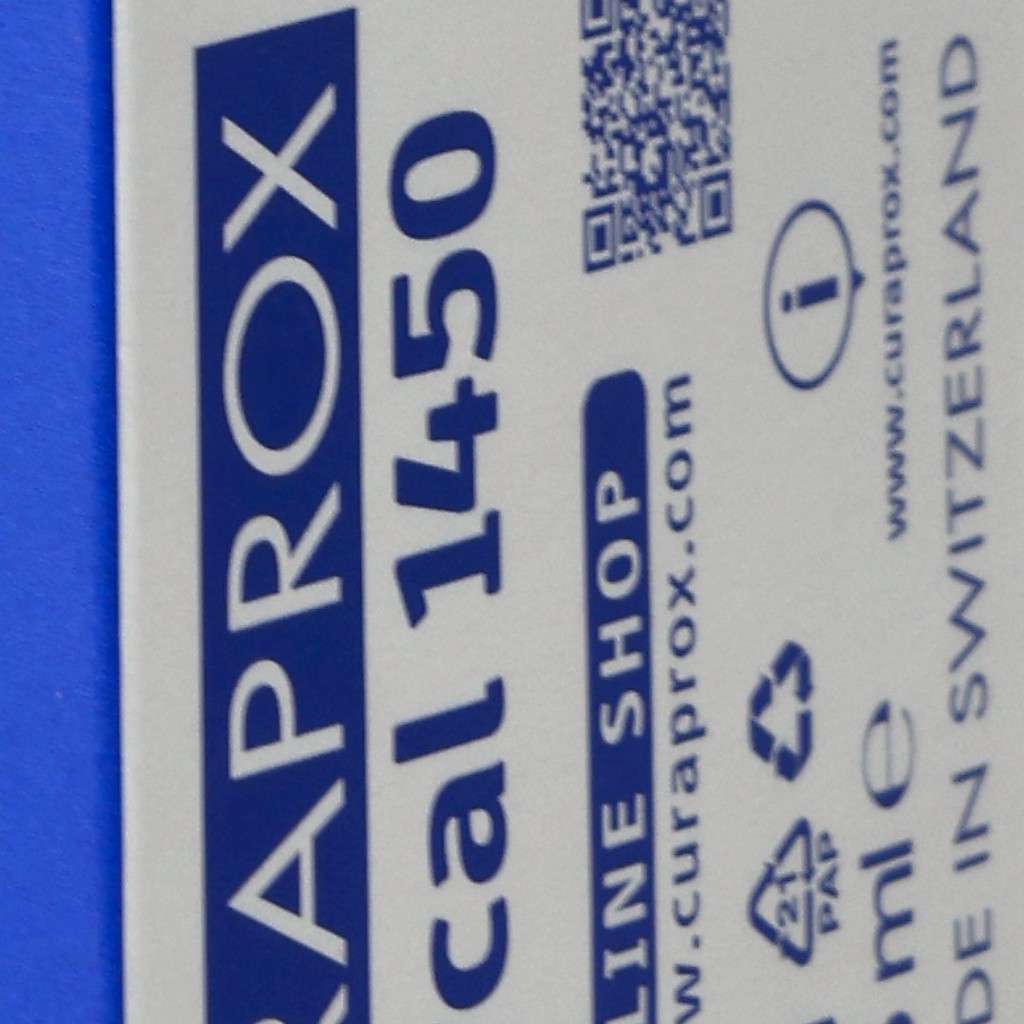 RAPROX
cal 1450
LINE SHOP
w.curaprox.com
21
PAP
ml e
i
www.curaprox.com
DE IN SWITZERLAND